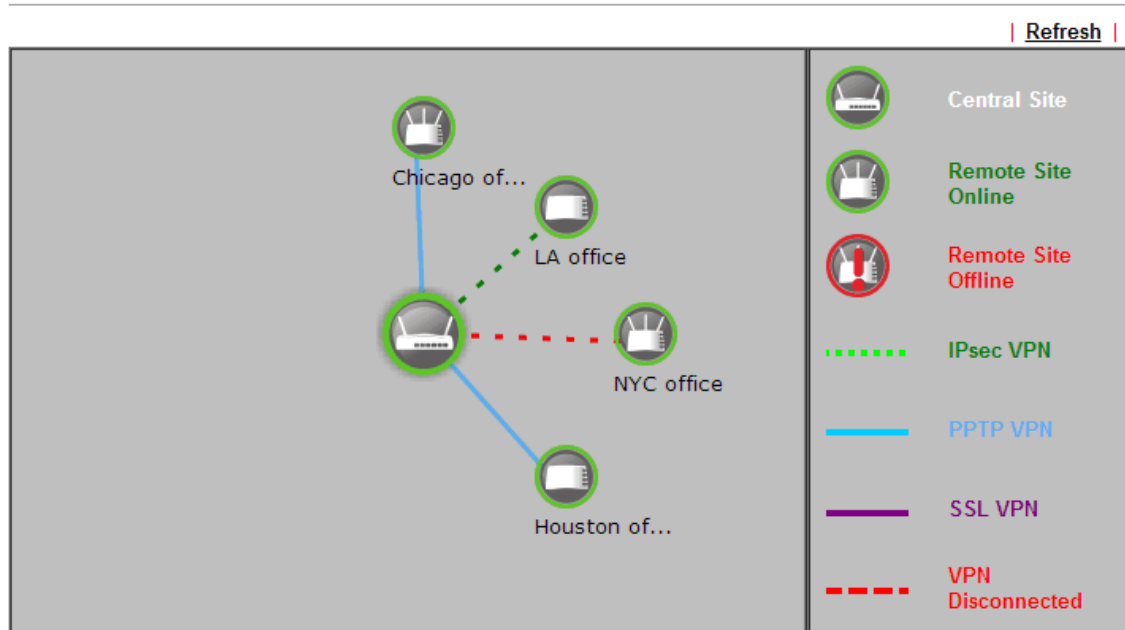 | Refresh |
Chicago of...
LA office
NYC office
Houston of...
Central Site
Remote Site
Online
Remote Site
Offline
IPsec VPN
PPTP VPN
SSL VPN
VPN
Disconnected